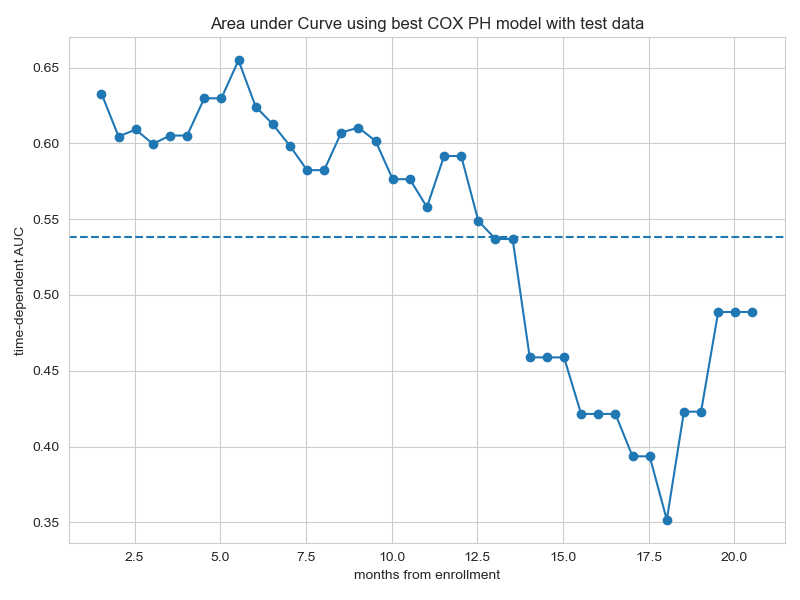 Area under Curve using best COX PH model with test data
time-dependent AUC
0.65
0.60
0.55
0.50
0.45
0.40
0.35
2.5 5.0 7.5 10.0 12.5 15.0 17.5 20.0
months from enrollment